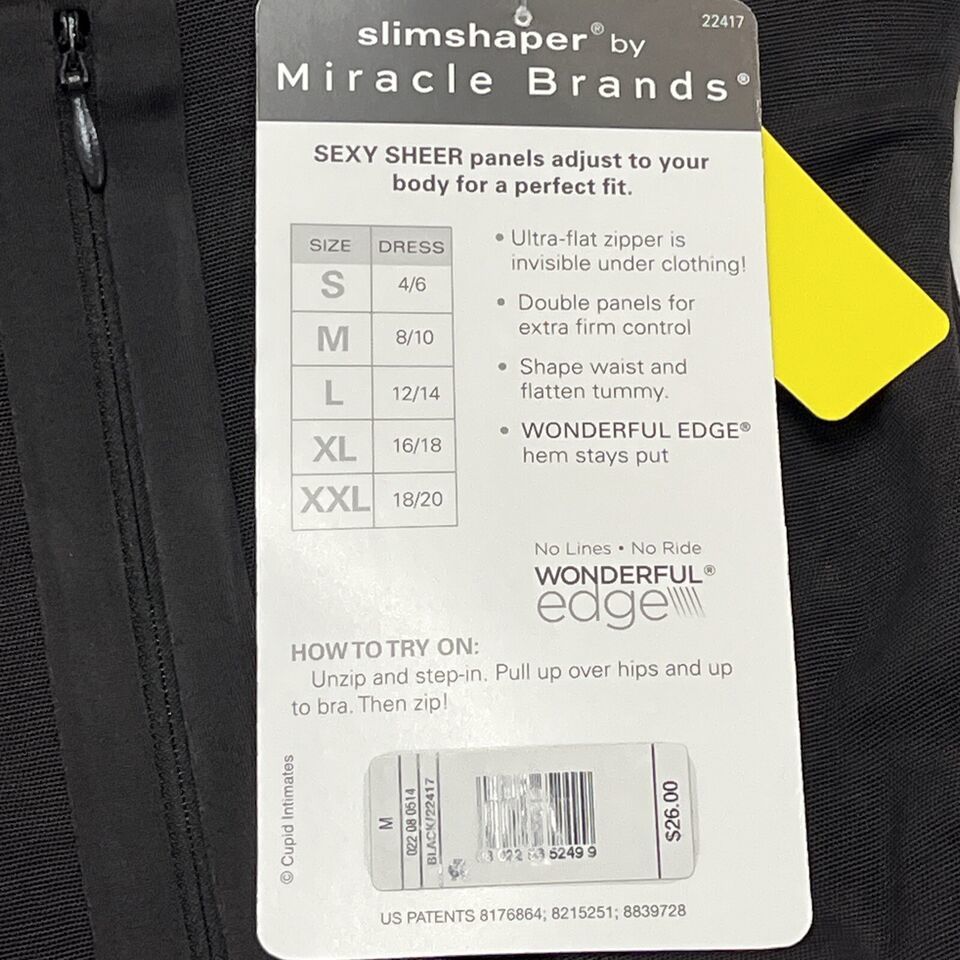 22417
slimshaper® by
Miracle Brands®
SEXY SHEER panels adjust to your
body for a perfect fit.
SIZE DRESS
S 4/6
M 8/10
L 12/14
XL 16/18
XXL 18/20
• Ultra-flat zipper is
invisible under clothing!
• Double panels for
extra firm control
• Shape waist and
flatten tummy.
• WONDERFUL EDGE®
hem stays put
No Lines • No Ride
WONDERFUL®
edge
HOW TO TRY ON:
Unzip and step-in. Pull up over hips and up
to bra. Then zip!
© Cupid Intimates
M
022 08 0514
BLACK/22417
5249 9
$26.00
US PATENTS 8176864; 8215251; 8839728